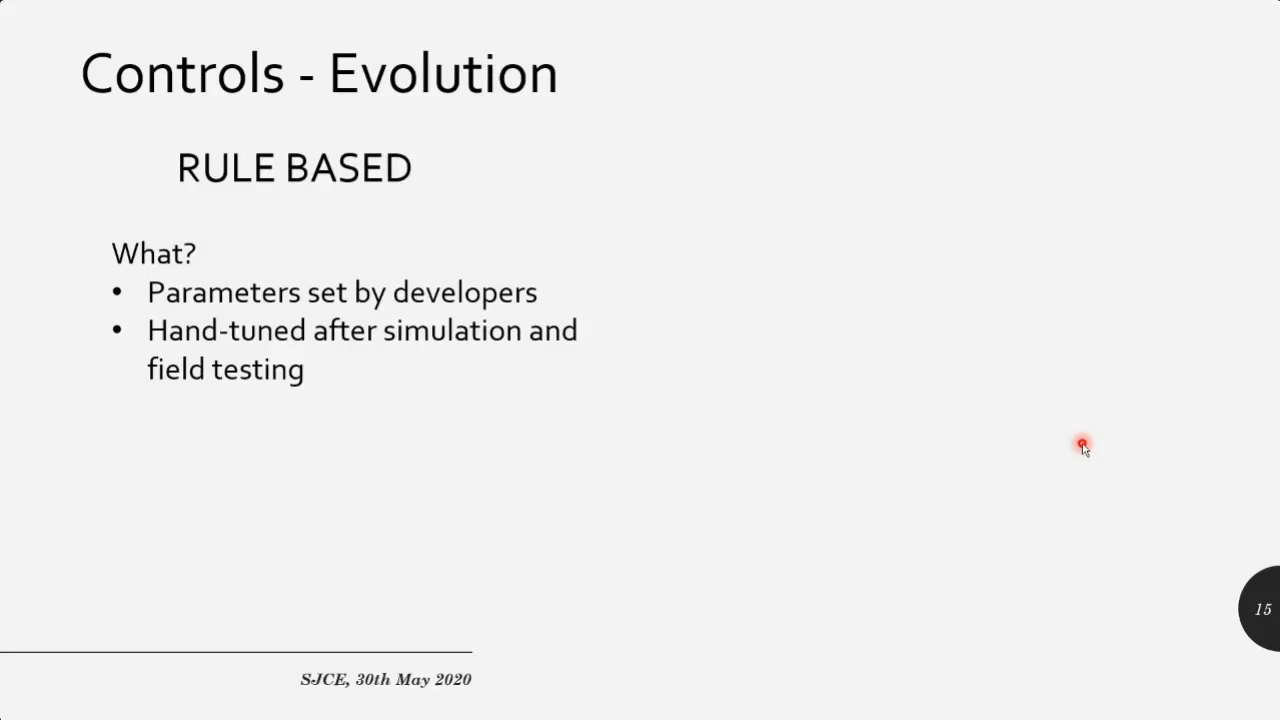 Controls - Evolution
RULE BASED
What?
• Parameters set by developers
• Hand-tuned after simulation and
field testing
15
SJCE, 30th May 2020